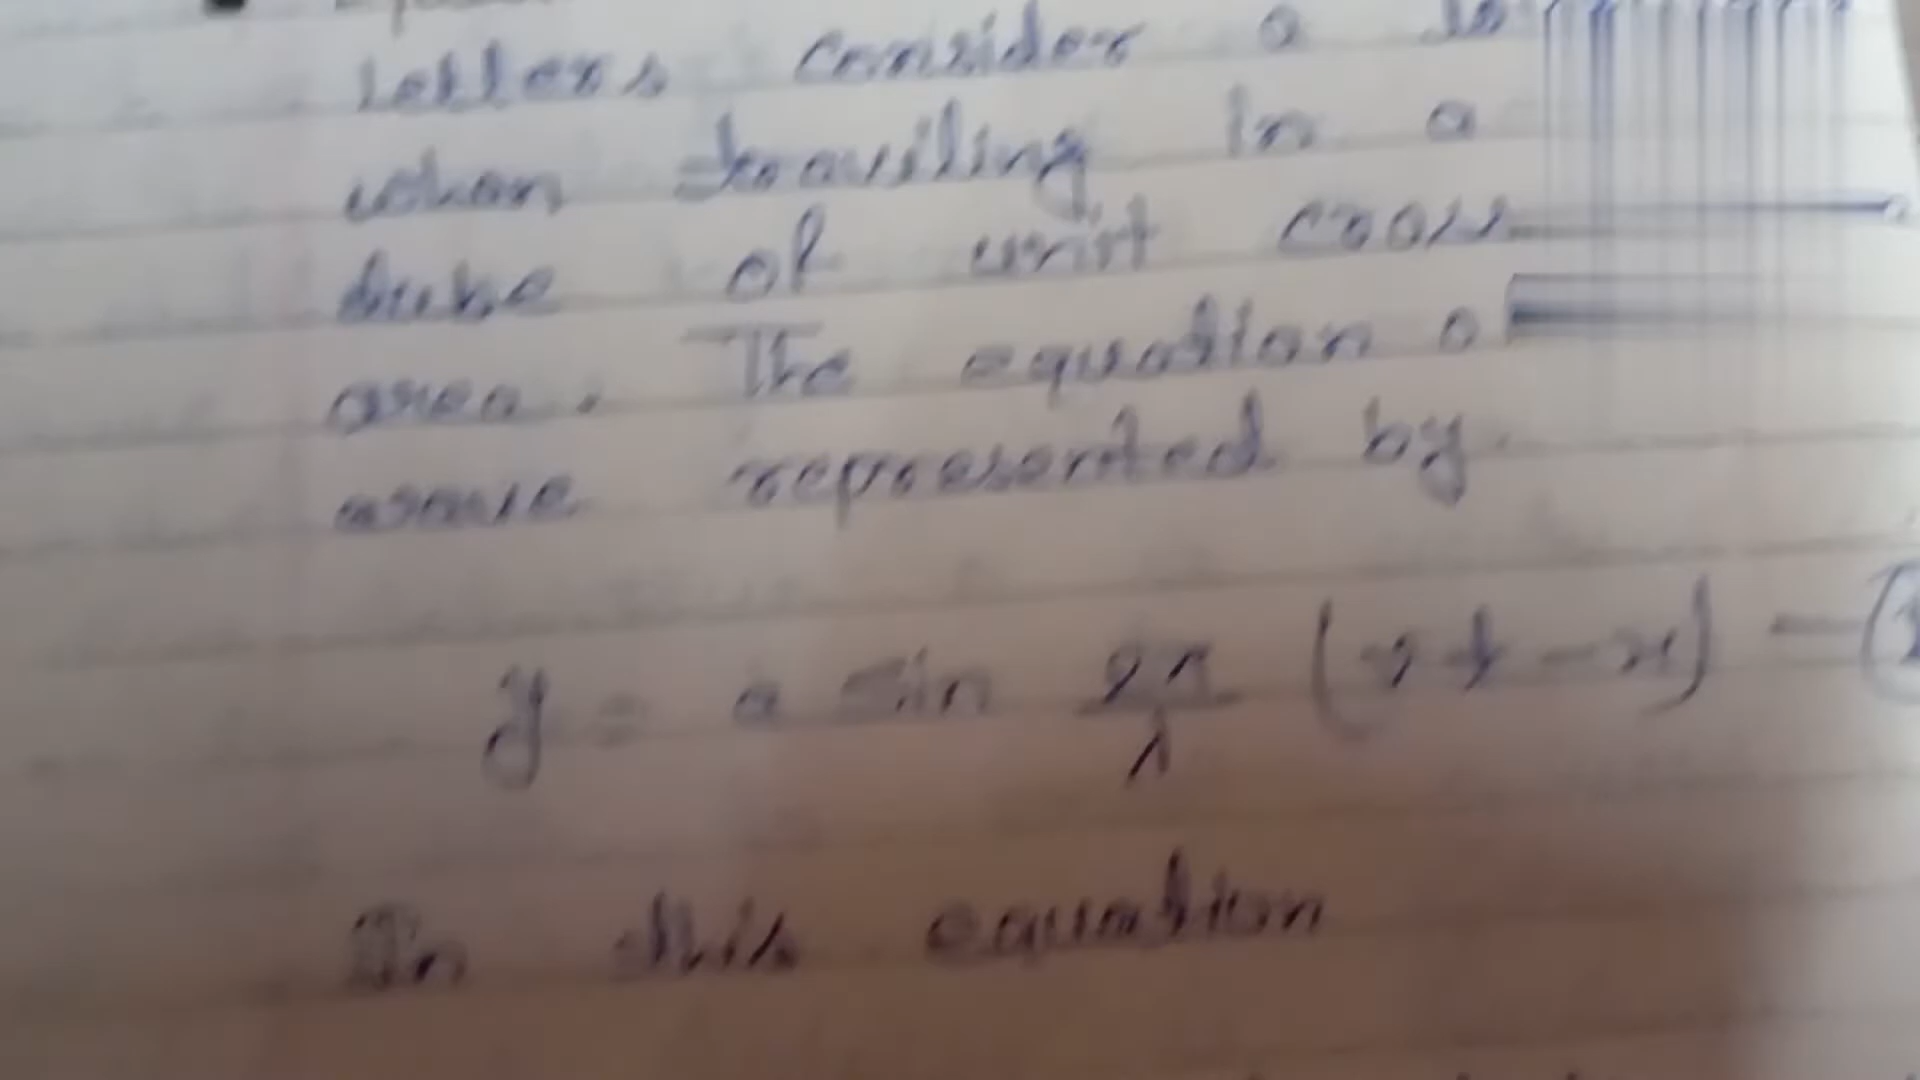 letters consider a
when traviling in a
tube of unit cross
area. The equation o
wave represented by
y = a sin 2π/λ (vt - x) - 1
In this equation